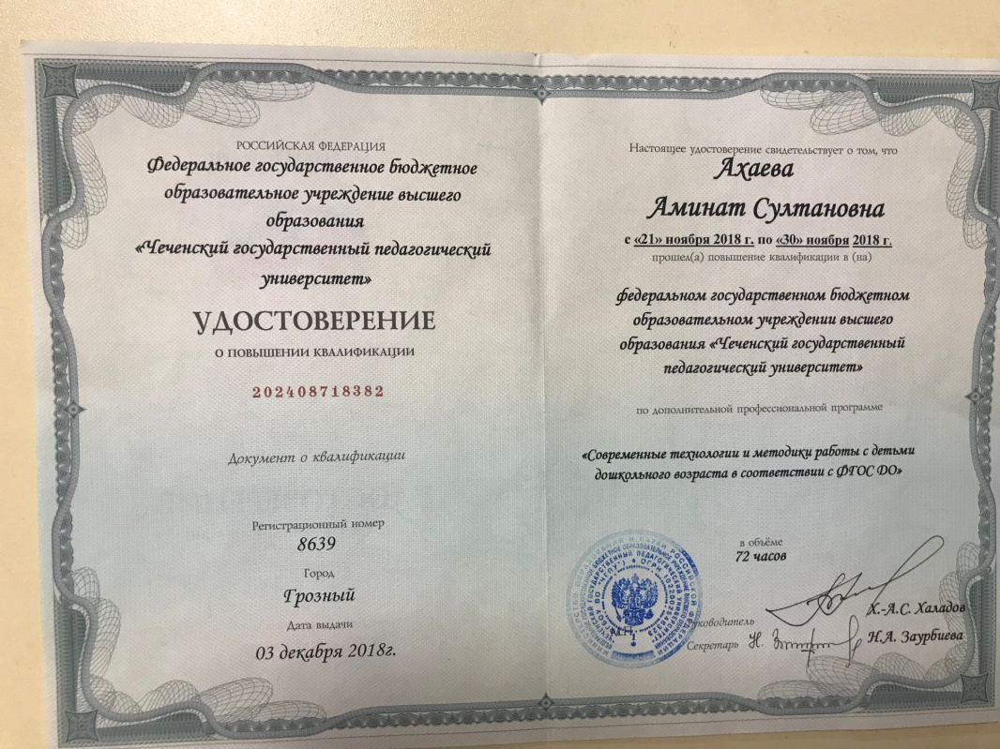 РОССИЙСКАЯ ФЕДЕРАЦИЯ
Федеральное государственное бюджетное
образовательное учреждение высшего
образования
«Чеченский государственный педагогический
университет»
УДОСТОВЕРЕНИЕ
О ПОВЫШЕНИИ КВАЛИФИКАЦИИ
202408718382
Документ о квалификации
Регистрационный номер
8639
Город
Грозный
Дата выдачи
03 декабря 2018г.
Настоящее удостоверение свидетельствует о том, что
Ахаева
Аминат Султановна
с «21» ноября 2018 г. по «30» ноября 2018 г.
прошел(а) повышение квалификации в (на)
федеральном государственном бюджетном
образовательном учреждении высшего
образования «Чеченский государственный
педагогический университет»
по дополнительной профессиональной программе
«Современные технологии и методики работы с детьми
дошкольного возраста в соответствии с ФГОС ДО»
в объёме
72 часов
М.П.
Руководитель
Х.-А.С. Халадов
Секретарь
Н.А. Заурбиева